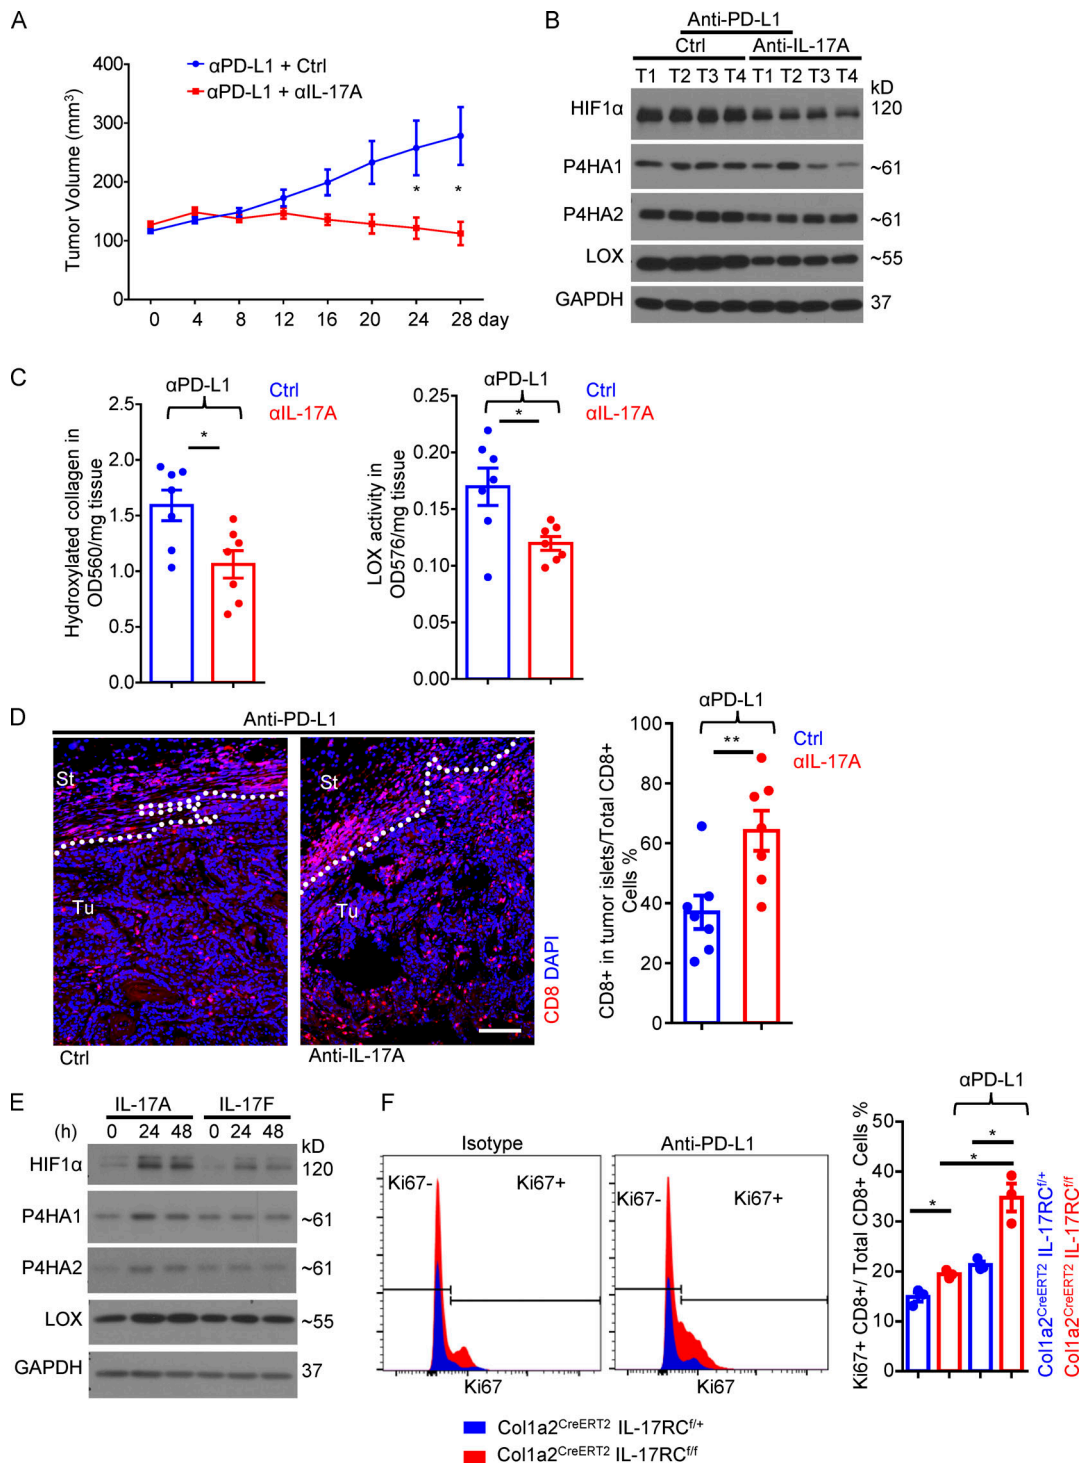 A
αPD-L1 + Ctrl
αPD-L1 + αIL-17A
Tumor Volume (mm³)
400
300
200
100
0
* *
0 4 8 12 16 20 24 28 day
B
Anti-PD-L1
Ctrl Anti-IL-17A
T1 T2 T3 T4 T1 T2 T3 T4 kD
HIF1α 120
P4HA1 ~61
P4HA2 ~61
LOX ~55
GAPDH 37
C
Hydroxylated collagen in
OD560/mg tissue
2.5
2.0
1.5
1.0
0.5
0.0
αPD-L1
*
Ctrl
αIL-17A
LOX activity in
OD576/mg tissue
0.25
0.20
0.15
0.10
0.05
0.00
αPD-L1
*
Ctrl
αIL-17A
D
Anti-PD-L1
St
Tu
Ctrl
St
Tu
Anti-IL-17A
CD8 DAPI
CD8+ in tumor islets/Total CD8+
Cells %
100
80
60
40
20
0
αPD-L1
**
Ctrl
αIL-17A
E
IL-17A IL-17F
(h) 0 24 48 0 24 48 kD
HIF1α 120
P4HA1 ~61
P4HA2 ~61
LOX ~55
GAPDH 37
F
Isotype
Ki67- Ki67+
Ki67
Anti-PD-L1
Ki67- Ki67+
Ki67
Col1a2CreERT2 IL-17RCf/+
Col1a2CreERT2 IL-17RCf/f
Ki67+ CD8+/ Total CD8+ Cells %
50
40
30
20
10
0
αPD-L1
*
*
*
Col1a2CreERT2 IL-17RCf/+
Col1a2CreERT2 IL-17RCf/f